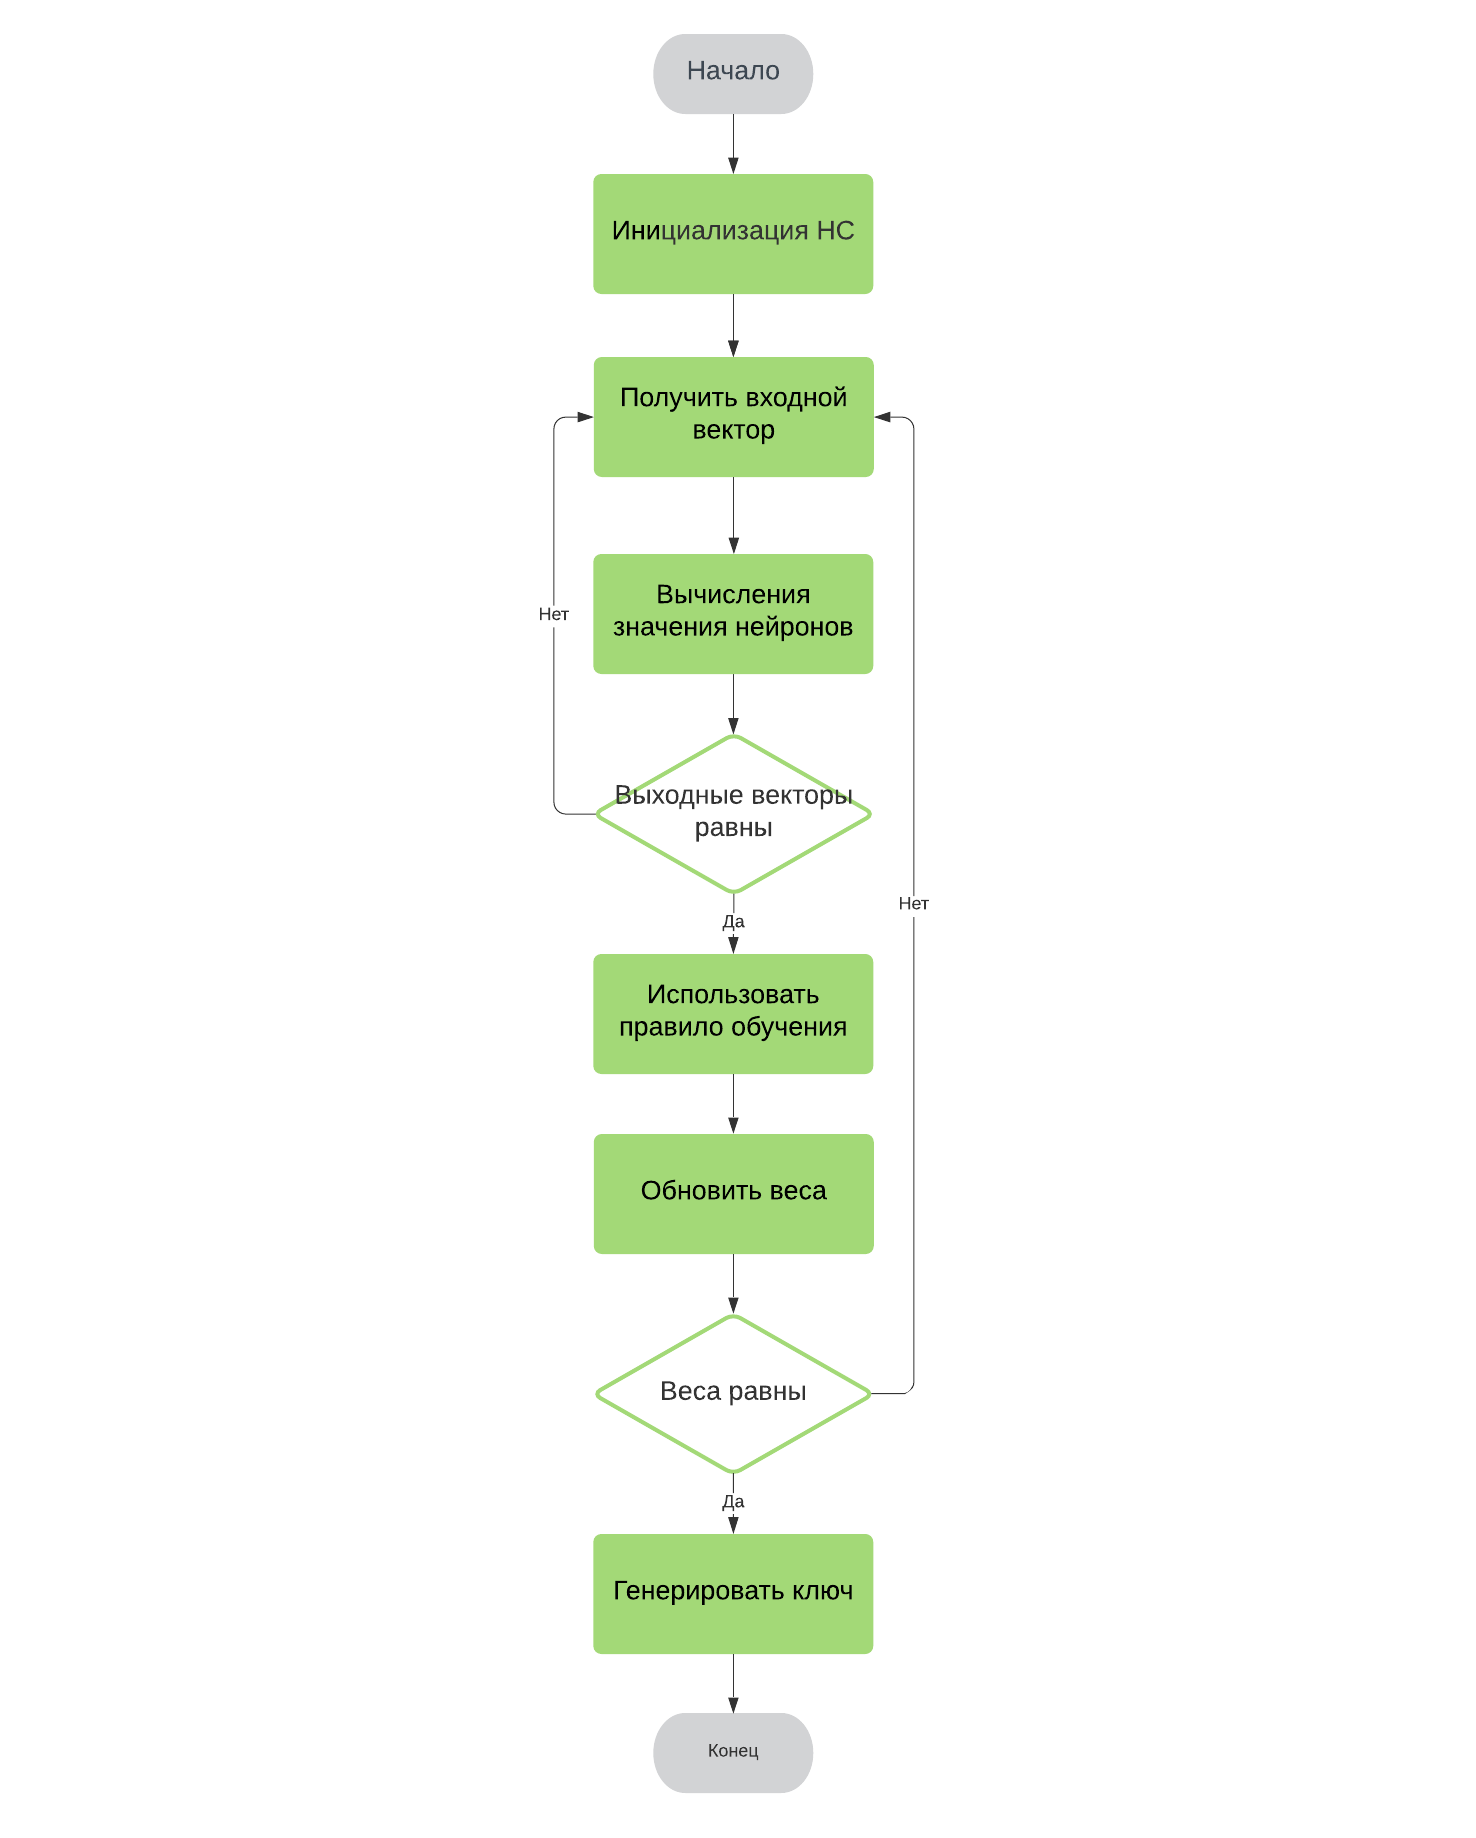 Начало
Инициализация НС
Получить входной
вектор
Вычисления
значения нейронов
Нет
Выходные векторы
равны
Нет
Да
Использовать
правило обучения
Обновить веса
Веса равны
Да
Генерировать ключ
Конец